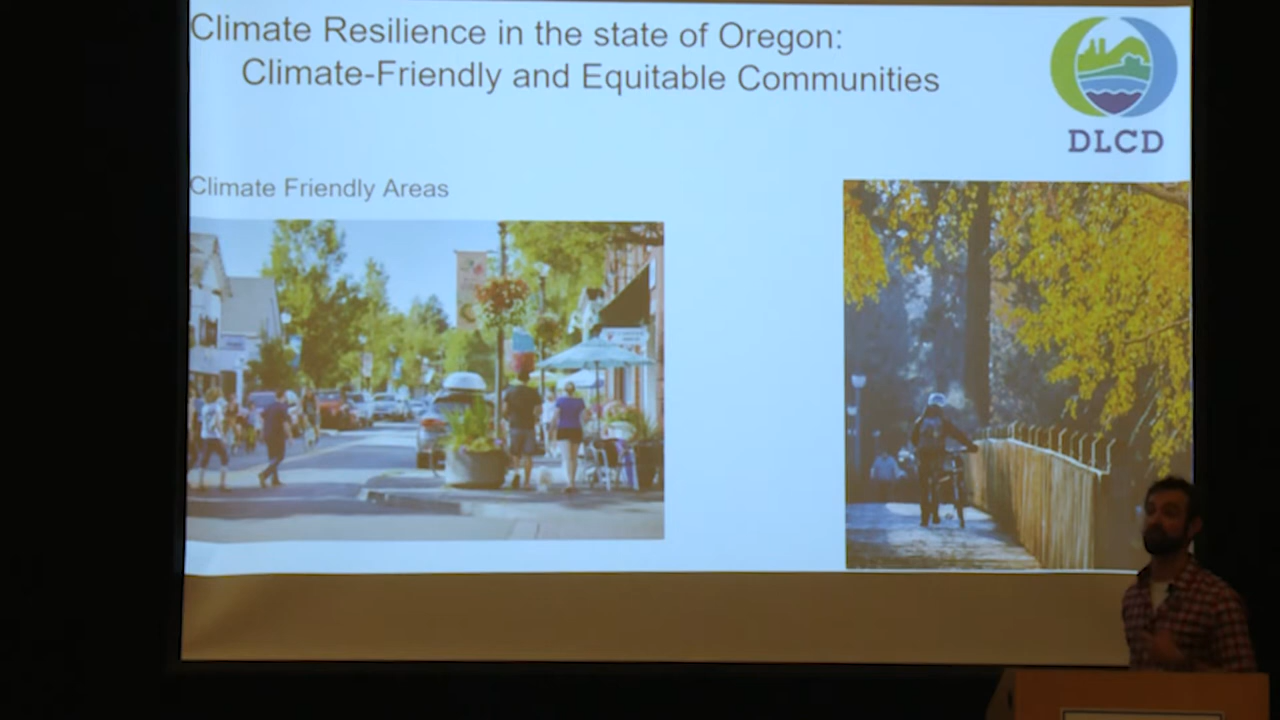 Climate Resilience in the state of Oregon:
Climate-Friendly and Equitable Communities
DLCD
Climate Friendly Areas